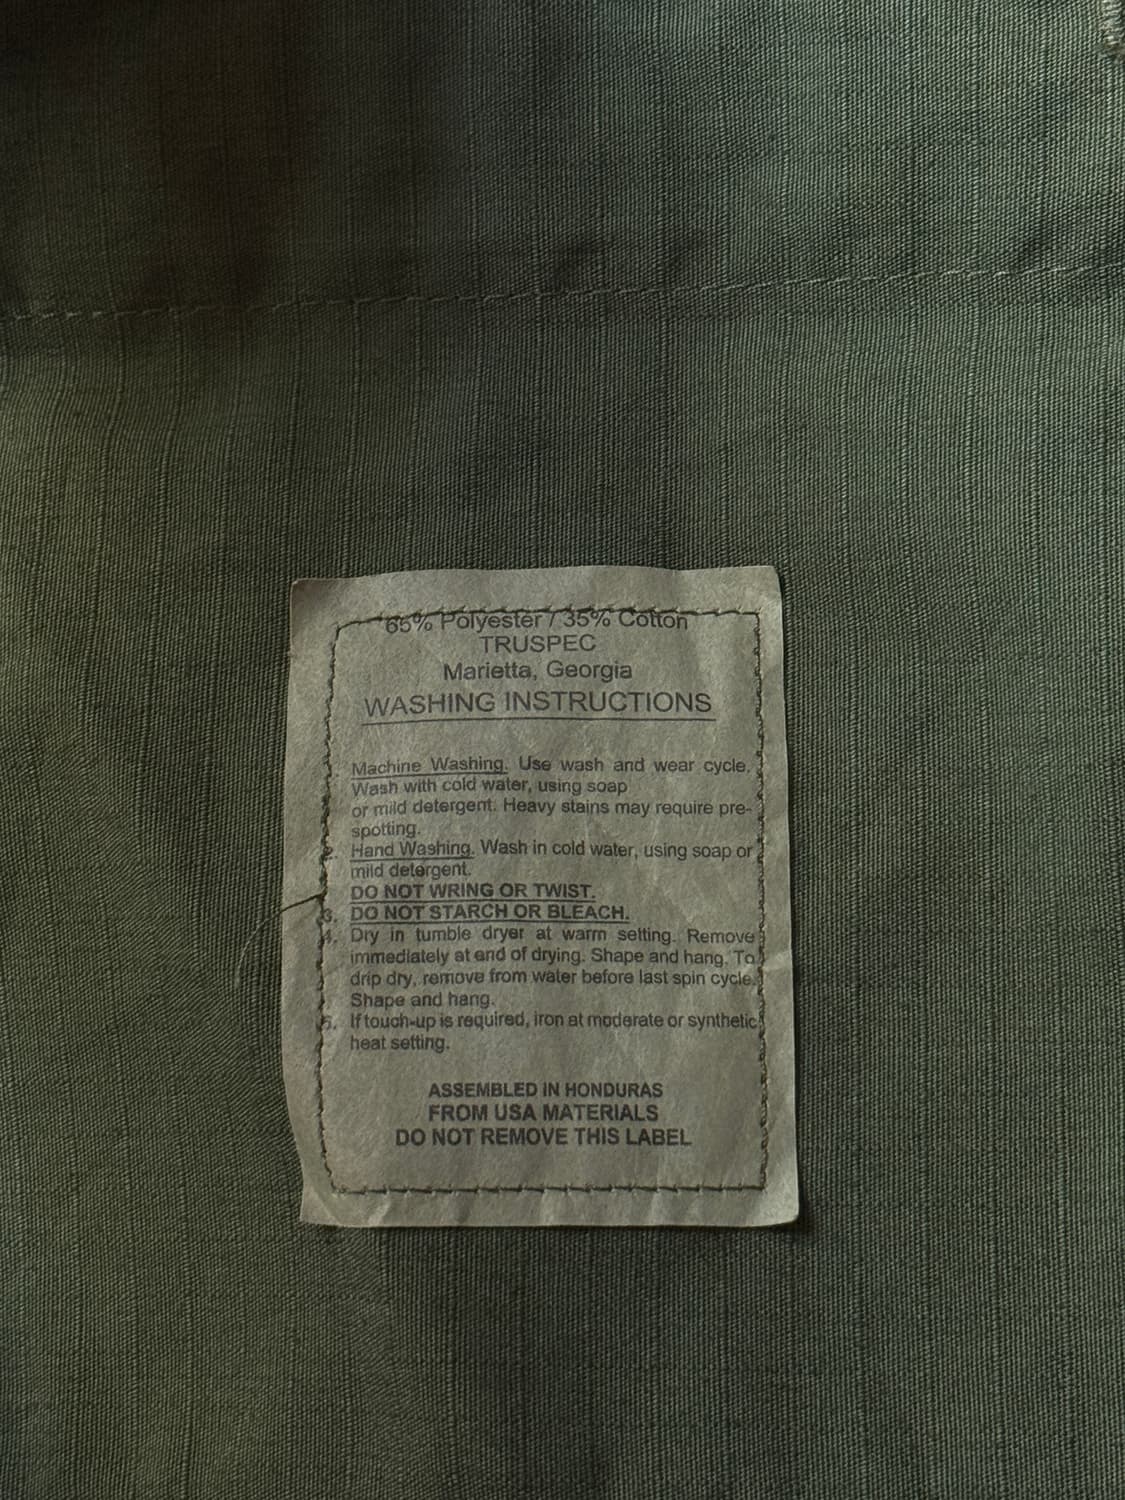 65% Polyester / 35% Cotton
TRUSPEC
Marietta, Georgia
WASHING INSTRUCTIONS
Machine Washing. Use wash and wear cycle.
Wash with cold water, using soap
or mild detergent. Heavy stains may require pre-
spotting.
2. Hand Washing. Wash in cold water, using soap or
mild detergent.
DO NOT WRING OR TWIST.
3. DO NOT STARCH OR BLEACH.
4. Dry in tumble dryer at warm setting. Remove
immediately at end of drying. Shape and hang. To
drip dry, remove from water before last spin cycle.
Shape and hang.
5. If touch-up is required, iron at moderate or synthetic
heat setting.
ASSEMBLED IN HONDURAS
FROM USA MATERIALS
DO NOT REMOVE THIS LABEL